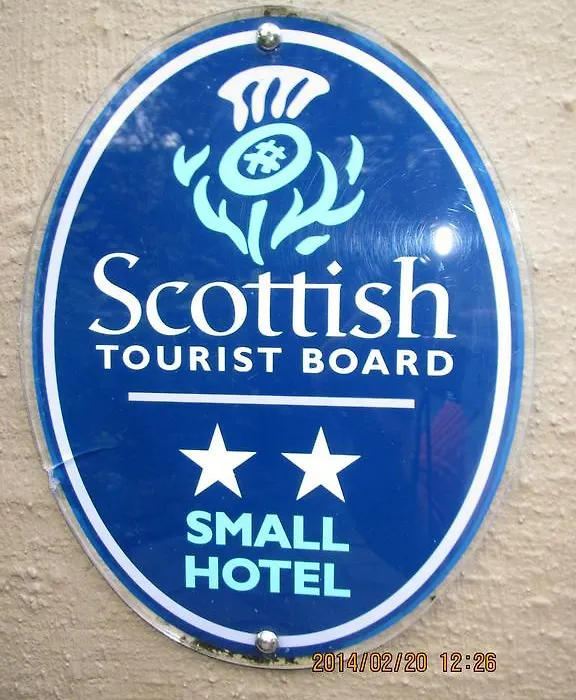 Scottish
TOURIST BOARD
SMALL
HOTEL
2014/02/20 12:26